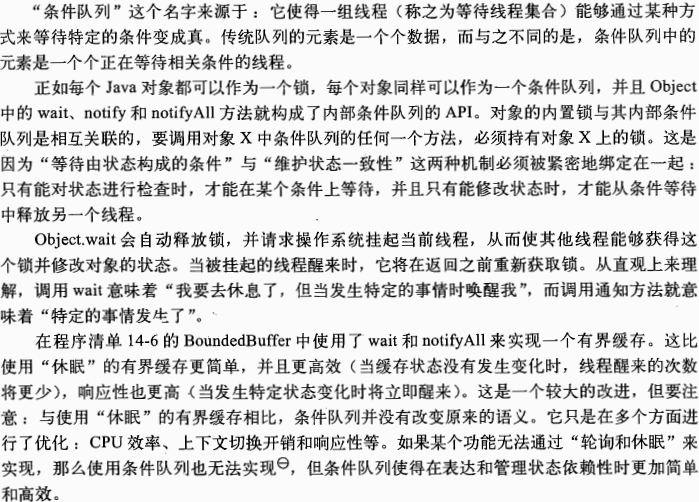 “条件队列”这个名字来源于：它使得一组线程（称之为等待线程集合）能够通过某种方
式来等待特定的条件变成真。传统队列的元素是一个个数据，而与之不同的是，条件队列中的
元素是一个个正在等待相关条件的线程。
正如每个 Java 对象都可以作为一个锁，每个对象同样可以作为一个条件队列，并且 Object
中的 wait、notify 和 notifyAll 方法就构成了内部条件队列的 API。对象的内置锁与其内部条件
队列是相互关联的，要调用对象 X 中条件队列的任何一个方法，必须持有对象 X 上的锁。这是
因为“等待由状态构成的条件”与“维护状态一致性”这两种机制必须被紧密地绑定在一起：
只有能对状态进行检查时，才能在某个条件上等待，并且只有能修改状态时，才能从条件等待
中释放另一个线程。
Object.wait 会自动释放锁，并请求操作系统挂起当前线程，从而使其他线程能够获得这
个锁并修改对象的状态。当被挂起的线程醒来时，它将在返回之前重新获取锁。从直观上来理
解，调用 wait 意味着“我要去休息了，但当发生特定的事情时唤醒我”，而调用通知方法就意
味着“特定的事情发生了”。
在程序清单 14-6 的 BoundedBuffer 中使用了 wait 和 notifyAll 来实现一个有界缓存。这比
使用“休眠”的有界缓存更简单，并且更高效（当缓存状态没有发生变化时，线程醒来的次数
将更少），响应性也更高（当发生特定状态变化时将立即醒来）。这是一个较大的改进，但要注
意：与使用“休眠”的有界缓存相比，条件队列并没有改变原来的语义。它只是在多个方面进
行了优化：CPU 效率、上下文切换开销和响应性等。如果某个功能无法通过“轮询和休眠”来
实现，那么使用条件队列也无法实现㊀，但条件队列使得在表达和管理状态依赖性时更加简单
和高效。